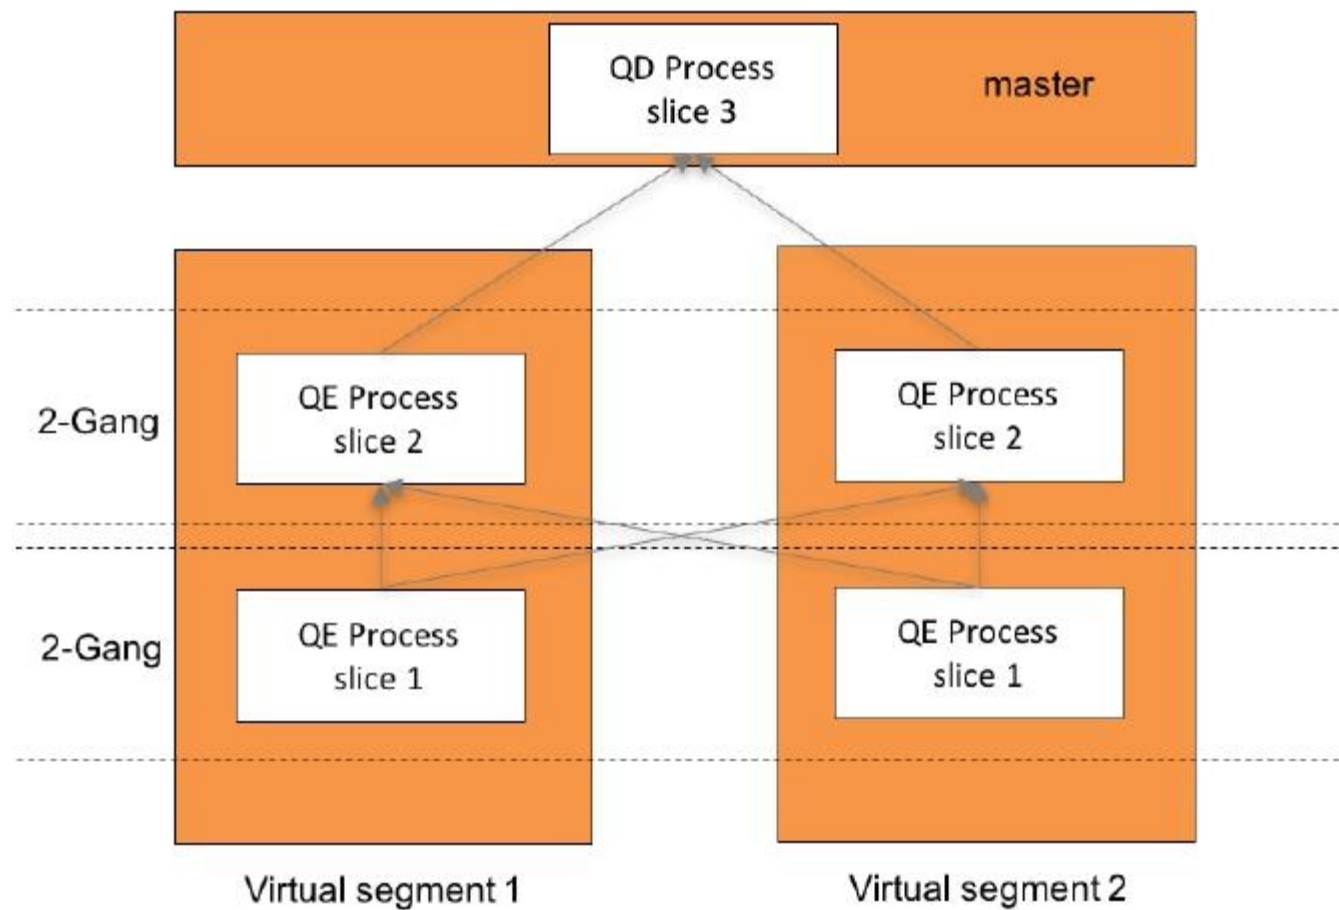 QD Process
slice 3
master
2-Gang
QE Process
slice 2
QE Process
slice 2
2-Gang
QE Process
slice 1
QE Process
slice 1
Virtual segment 1
Virtual segment 2